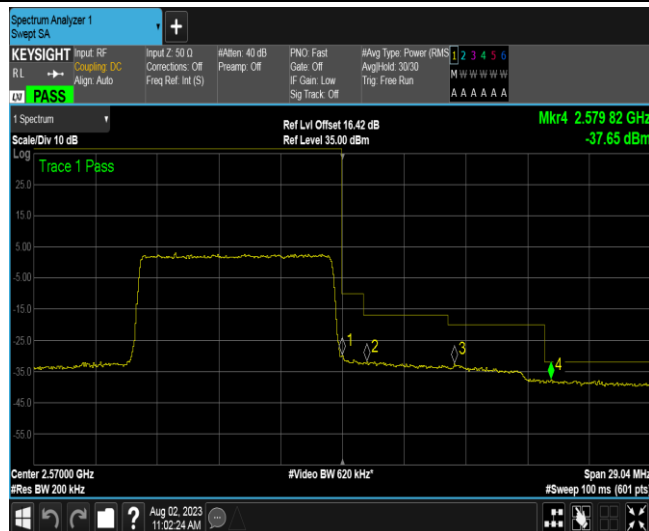 Spectrum Analyzer 1
Swept SA
+
KEYSIGHT Input: RF
RL Coupling: DC
Align: Auto
LXI PASS
Input Z: 50 Ω
Corrections: Off
Freq Ref: Int (S)
#Atten: 40 dB
Preamp: Off
PNO: Fast
Gate: Off
IF Gain: Low
Sig Track: Off
#Avg Type: Power (RMS
Avg|Hold: 30/30
Trig: Free Run
1 2 3 4 5 6
M W W W W W
A A A A A A
1 Spectrum
Scale/Div 10 dB
Ref Lvl Offset 16.42 dB
Ref Level 35.00 dBm
Mkr4 2.579 82 GHz
-37.65 dBm
Log
Trace 1 Pass
25.0
15.0
5.00
-5.00
-15.0
-25.0
-35.0
-45.0
-55.0
1
2
3
4
Center 2.57000 GHz
#Res BW 200 kHz
#Video BW 620 kHz*
Span 29.04 MHz
#Sweep 100 ms (601 pts)
?
Aug 02, 2023
11:02:24 AM